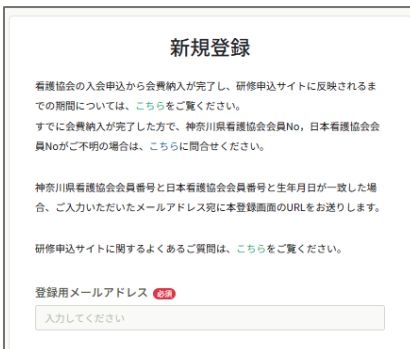 新規登録
看護協会の入会申込から会費納入が完了し、研修申込サイトに反映されるま
での期間については、こちらをご覧ください。
すでに会費納入が完了した方で、神奈川県看護協会会員No，日本看護協会会
員Noがご不明の場合は、こちらに問合せください。
神奈川県看護協会会員番号と日本看護協会会員番号と生年月日が一致した場
合、ご入力いただいたメールアドレス宛に本登録画面のURLをお送りします。
研修申込サイトに関するよくあるご質問は、こちらをご覧ください。
登録用メールアドレス 必須
入力してください